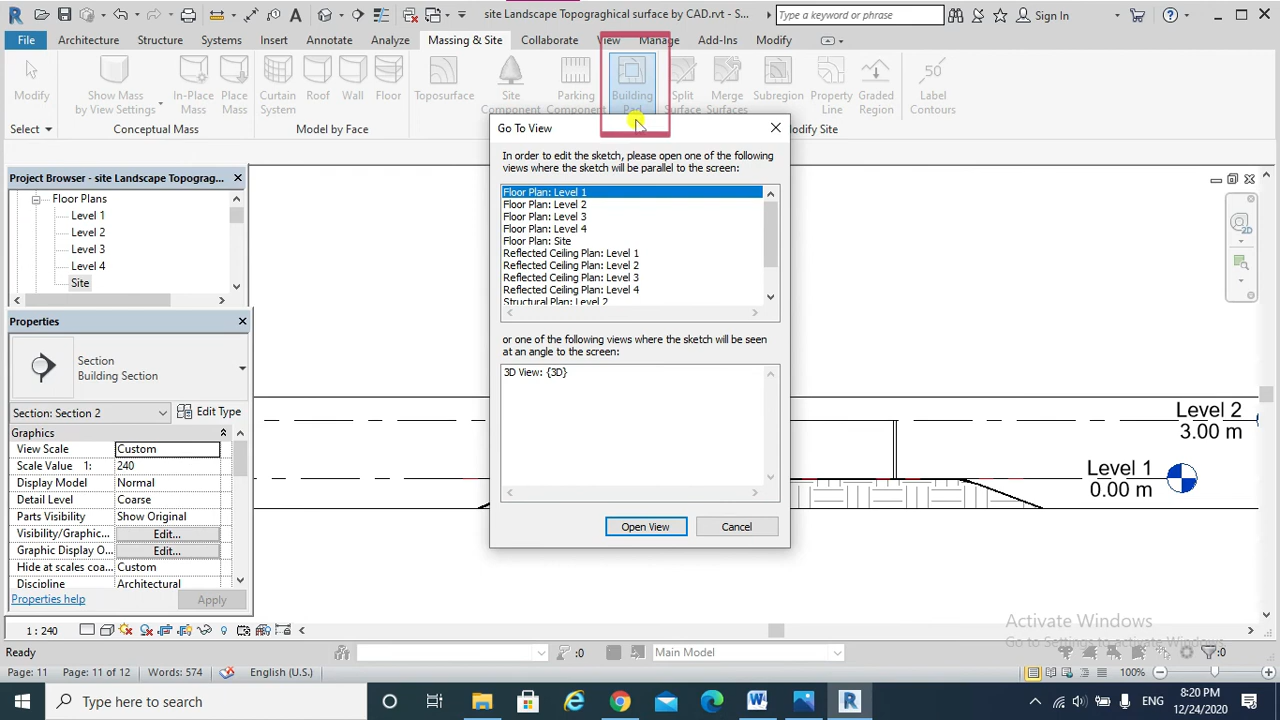 site Landscape Topograghical surface by CAD.rvt - S...
Type a keyword or phrase
Sign In
File Architecture Structure Systems Insert Annotate Analyze Massing & Site Collaborate View Manage Add-Ins Modify
Modify
Show Mass
by View Settings
In-Place
Mass
Place
Mass
Curtain
System
Roof
Wall
Floor
Toposurface
Site
Component
Parking
Component
Building
Pad
Split
Surface
Merge
Surfaces
Subregion
Property
Line
Graded
Region
Label
Contours
50
Select
Conceptual Mass
Model by Face
odify Site
Project Browser - site Landscape Topograg...
Floor Plans
Level 1
Level 2
Level 3
Level 4
Site
Properties
Section
Building Section
Section: Section 2
Edit Type
Graphics
View Scale Custom
Scale Value 1: 240
Display Model Normal
Detail Level Coarse
Parts Visibility Show Original
Visibility/Graphic... Edit...
Graphic Display O... Edit...
Hide at scales coa... Custom
Discipline Architectural
Properties help
Apply
Go To View
In order to edit the sketch, please open one of the following
views where the sketch will be parallel to the screen:
Floor Plan: Level 1
Floor Plan: Level 2
Floor Plan: Level 3
Floor Plan: Level 4
Floor Plan: Site
Reflected Ceiling Plan: Level 1
Reflected Ceiling Plan: Level 2
Reflected Ceiling Plan: Level 3
Reflected Ceiling Plan: Level 4
Structural Plan: Level 2
or one of the following views where the sketch will be seen
at an angle to the screen:
3D View: {3D}
Open View
Cancel
Level 2
3.00 m
Level 1
0.00 m
Activate Windows
Go to Settings to activate Windows.
1 : 240
Ready
:0
Main Model
:0
Page: 11 Page: 11 of 12 Words: 574 English (U.S.)
100%
Type here to search
ENG
8:20 PM
12/24/2020